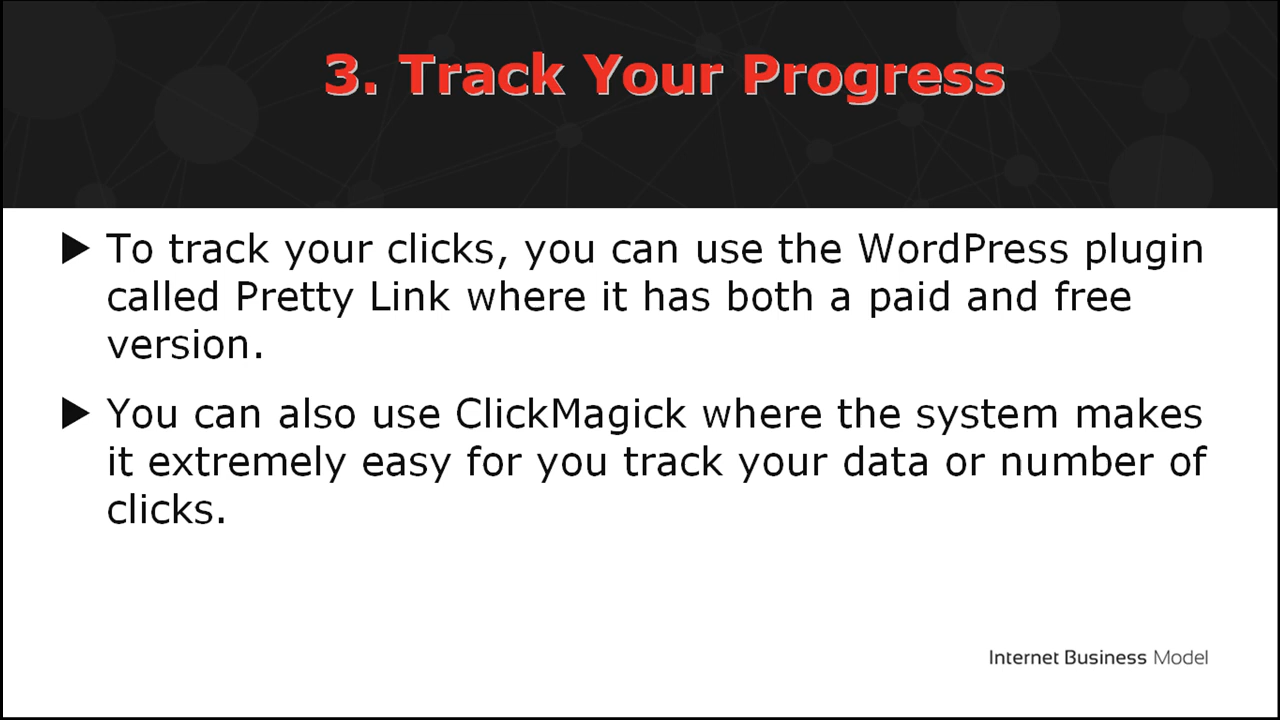 3. Track Your Progress
To track your clicks, you can use the WordPress plugin
called Pretty Link where it has both a paid and free
version.
You can also use ClickMagick where the system makes
it extremely easy for you track your data or number of
clicks.
Internet Business Model